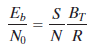 E_b/N_0 = S/N B_T/R